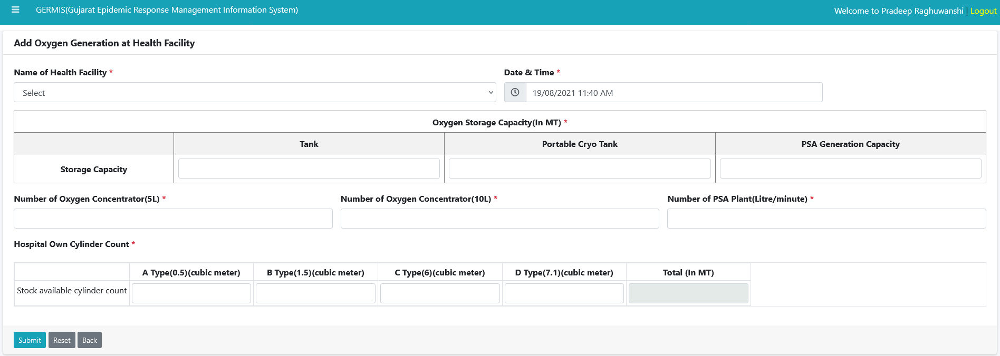 GERMIS(Gujarat Epidemic Response Management Information System)
Welcome to Pradeep Raghuwanshi | Logout
Add Oxygen Generation at Health Facility
Name of Health Facility *
Date & Time *
Select
19/08/2021 11:40 AM
Oxygen Storage Capacity(In MT) *
Tank
Portable Cryo Tank
PSA Generation Capacity
Storage Capacity
Number of Oxygen Concentrator(5L) *
Number of Oxygen Concentrator(10L) *
Number of PSA Plant(Litre/minute) *
Hospital Own Cylinder Count *
A Type(0.5)(cubic meter)
B Type(1.5)(cubic meter)
C Type(6)(cubic meter)
D Type(7.1)(cubic meter)
Total (In MT)
Stock available cylinder count
Submit
Reset
Back